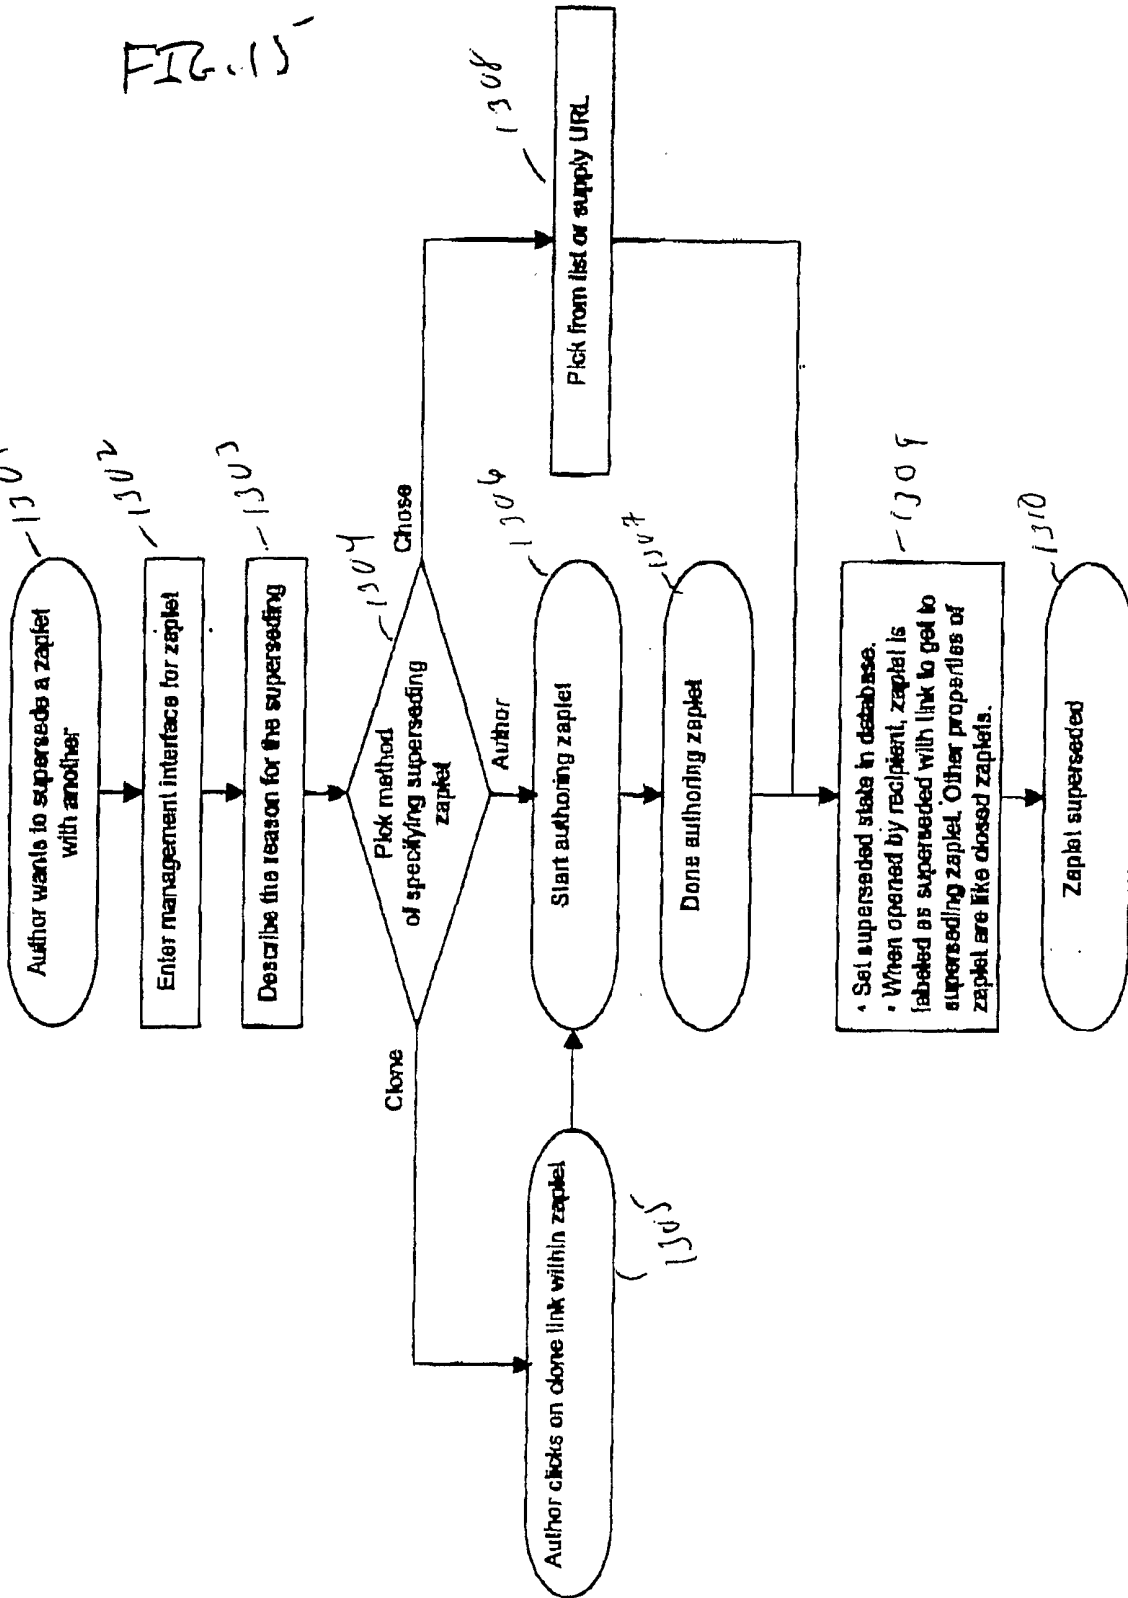 FIG. 15
Author wants to supersede a zaplet
with another
1302
Enter management interface for zaplet
1303
Describe the reason for the superseding
1304
Pick method
of specifying superseding
zaplet
Clone
Author
Chose
1305
Author clicks on clone link within zaplet
1306
Start authoring zaplet
1308
Pick from list or supply URL
1307
Done authoring zaplet
1309
• Set superseded state in database.
• When opened by recipient, zaplet is
labeled as superseded with link to get to
superseding zaplet. Other properties of
zaplet are like closed zaplets.
1310
Zaplet superseded